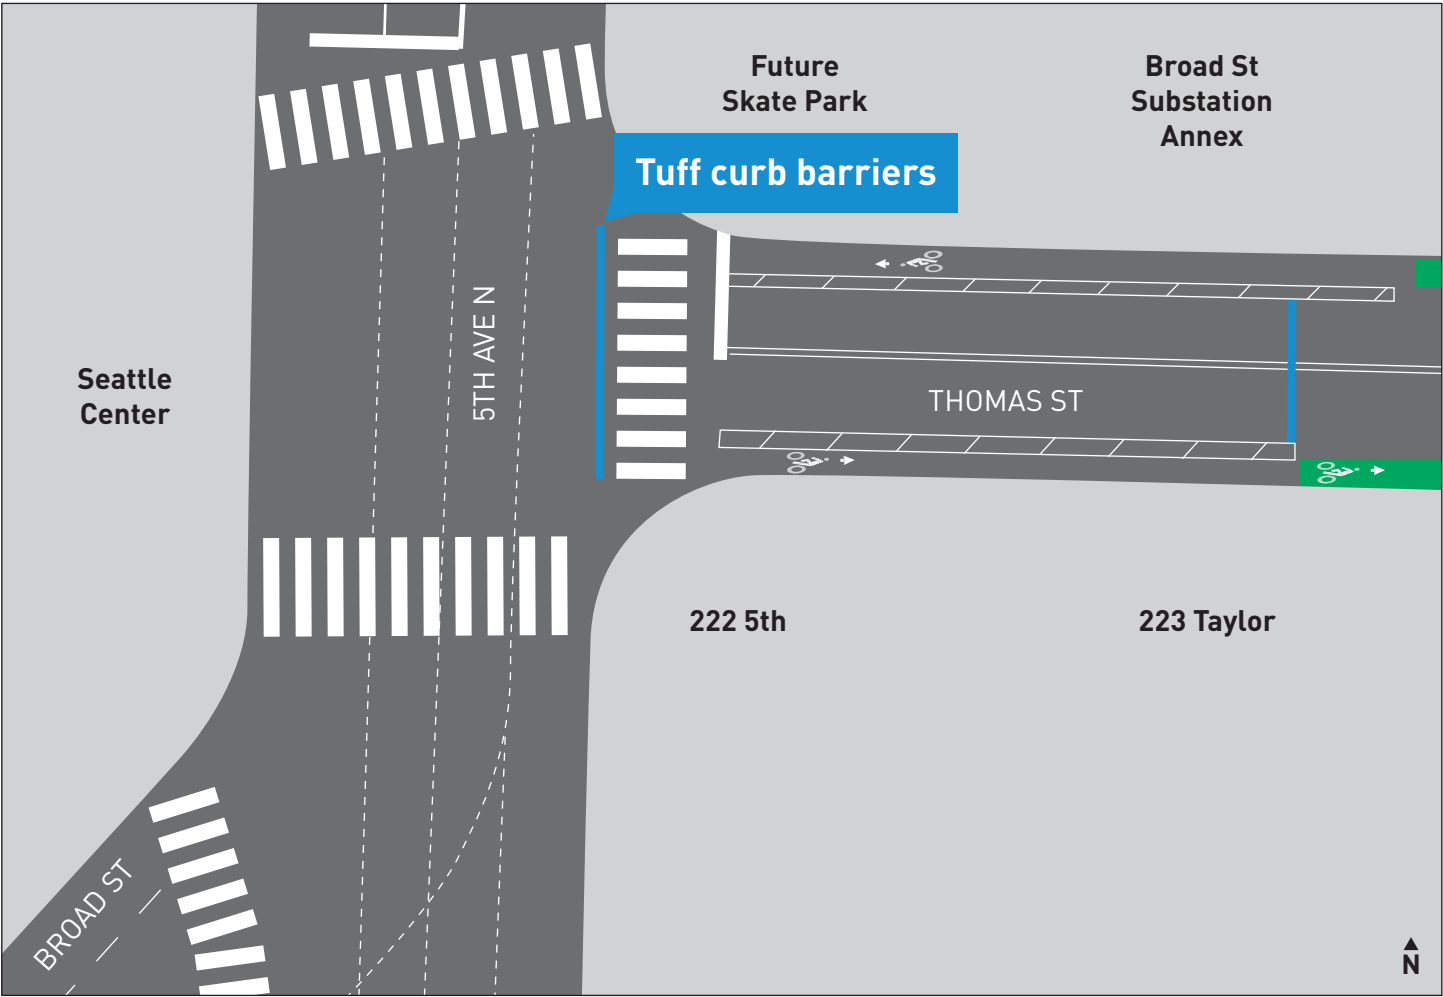 Future
Skate Park
Broad St
Substation
Annex
Tuff curb barriers
5TH AVE N
Seattle
Center
THOMAS ST
222 5th
223 Taylor
BROAD ST
N